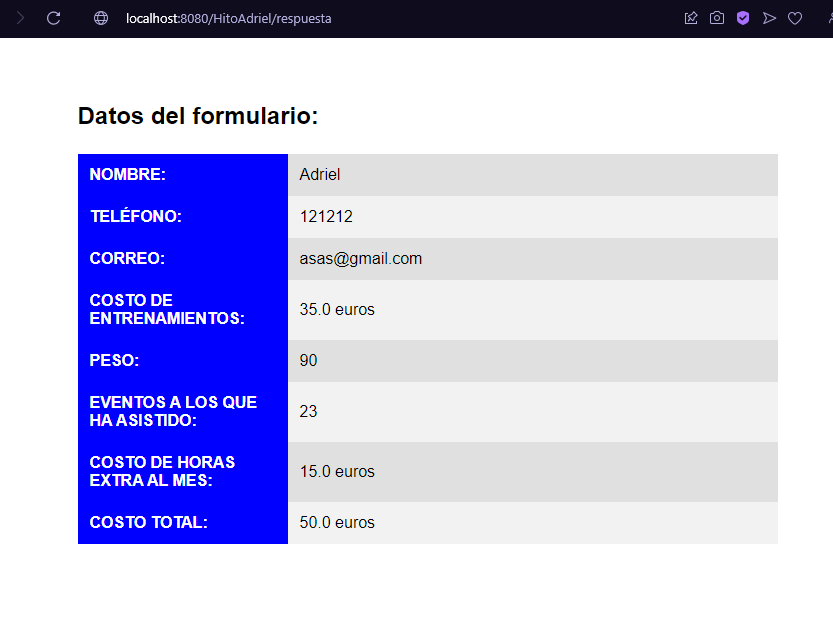 localhost:8080/HitoAdriel/respuesta
Datos del formulario:
NOMBRE: Adriel
TELÉFONO: 121212
CORREO: asas@gmail.com
COSTO DE
ENTRENAMIENTOS: 35.0 euros
PESO: 90
EVENTOS A LOS QUE
HA ASISTIDO: 23
COSTO DE HORAS
EXTRA AL MES: 15.0 euros
COSTO TOTAL: 50.0 euros